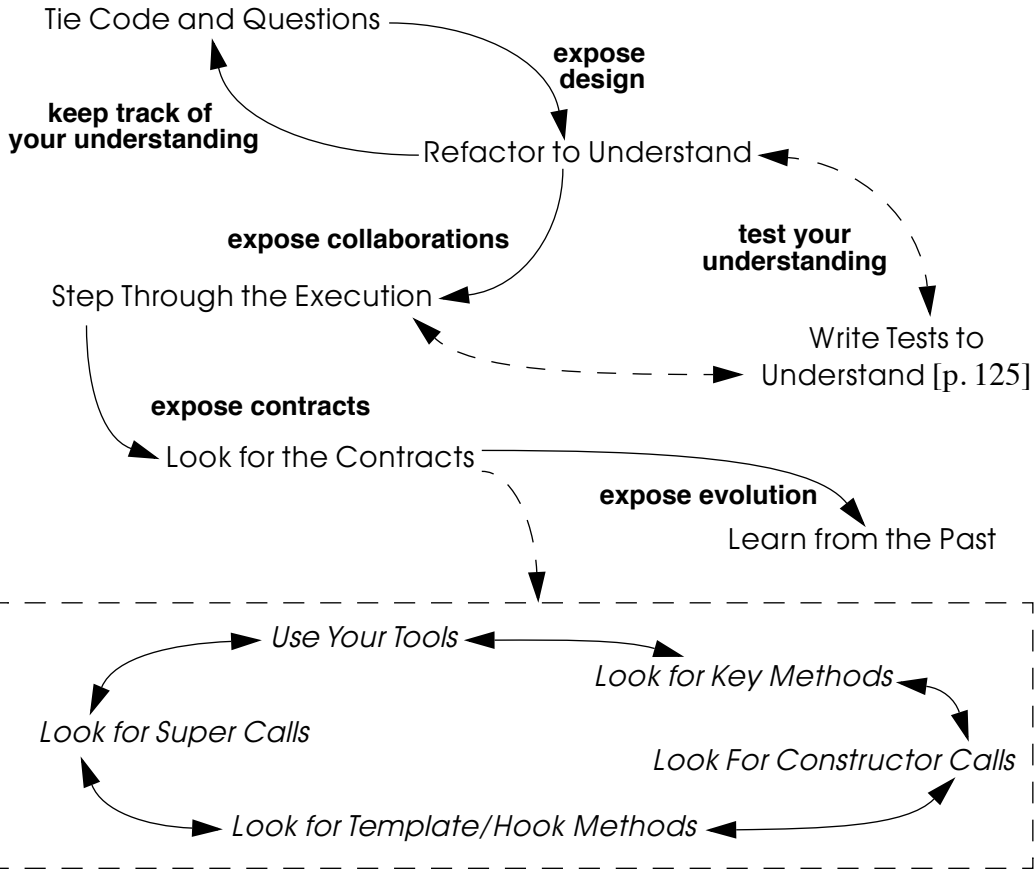 Tie Code and Questions
expose
design
keep track of
your understanding
Refactor to Understand
expose collaborations
test your
understanding
Step Through the Execution
Write Tests to
Understand [p. 125]
expose contracts
Look for the Contracts
expose evolution
Learn from the Past
Use Your Tools
Look for Key Methods
Look for Super Calls
Look For Constructor Calls
Look for Template/Hook Methods